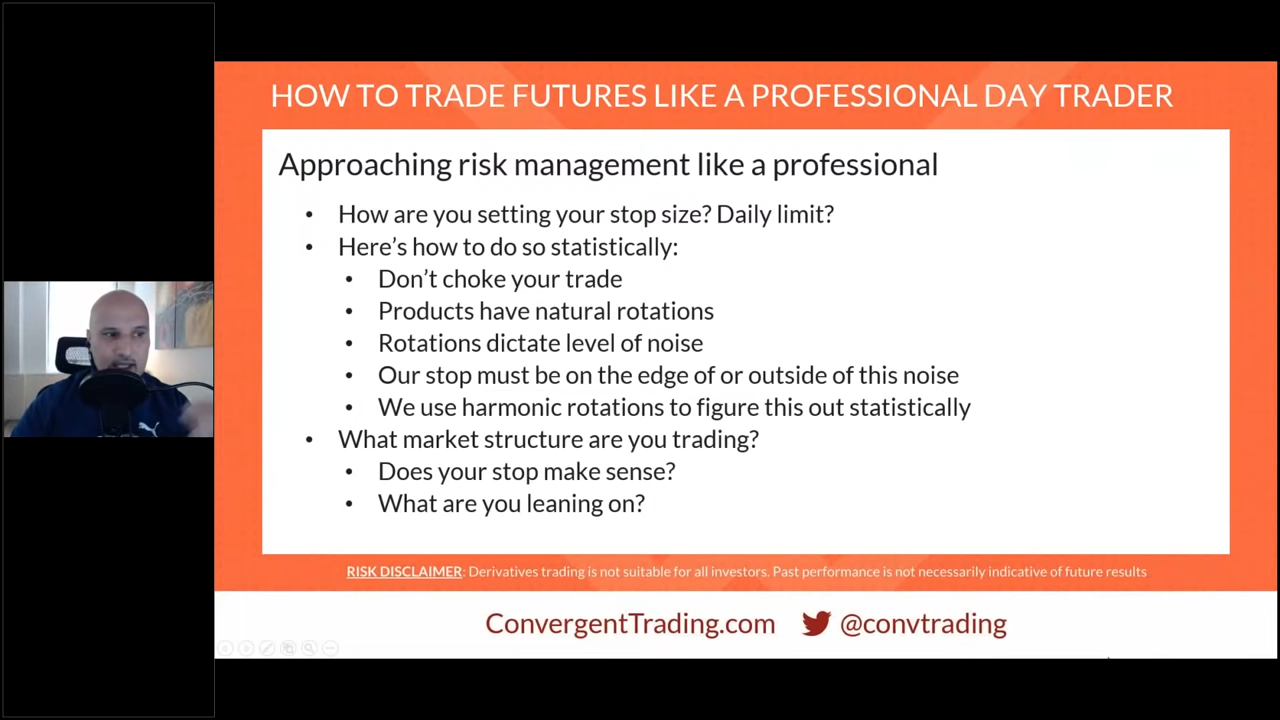 HOW TO TRADE FUTURES LIKE A PROFESSIONAL DAY TRADER
Approaching risk management like a professional
• How are you setting your stop size? Daily limit?
• Here's how to do so statistically:
• Don't choke your trade
• Products have natural rotations
• Rotations dictate level of noise
• Our stop must be on the edge of or outside of this noise
• We use harmonic rotations to figure this out statistically
• What market structure are you trading?
• Does your stop make sense?
• What are you leaning on?
RISK DISCLAIMER: Derivatives trading is not suitable for all investors. Past performance is not necessarily indicative of future results
ConvergentTrading.com @convtrading